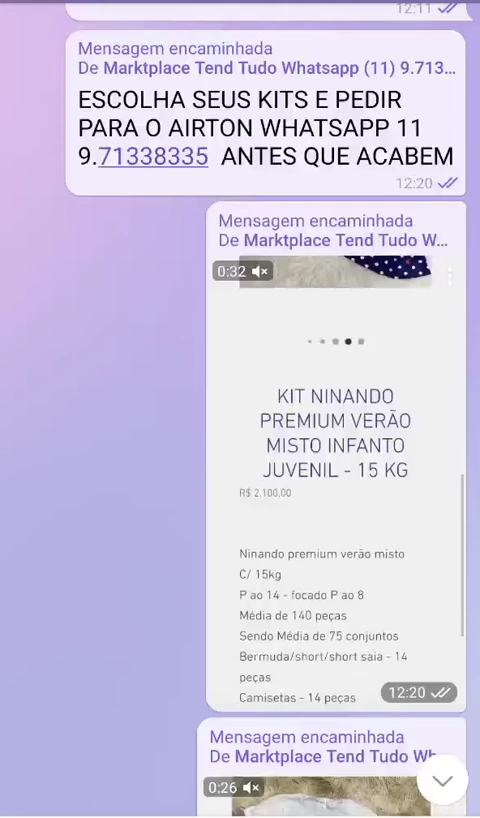 12:11
Mensagem encaminhada
De Marktplace Tend Tudo Whatsapp (11) 9.713...
ESCOLHA SEUS KITS E PEDIR
PARA O AIRTON WHATSAPP 11
9.71338335 ANTES QUE ACABEM
12:20
Mensagem encaminhada
De Marktplace Tend Tudo W...
0:32
KIT NINANDO
PREMIUM VERÃO
MISTO INFANTO
JUVENIL - 15 KG
R$ 2.100,00
Ninando premium verão misto
C/ 15kg
P ao 14 - focado P ao 8
Média de 140 peças
Sendo Média de 75 conjuntos
Bermuda/short/short saia - 14
peças
Camisetas - 14 peças
12:20
Mensagem encaminhada
De Marktplace Tend Tudo Wh
0:26